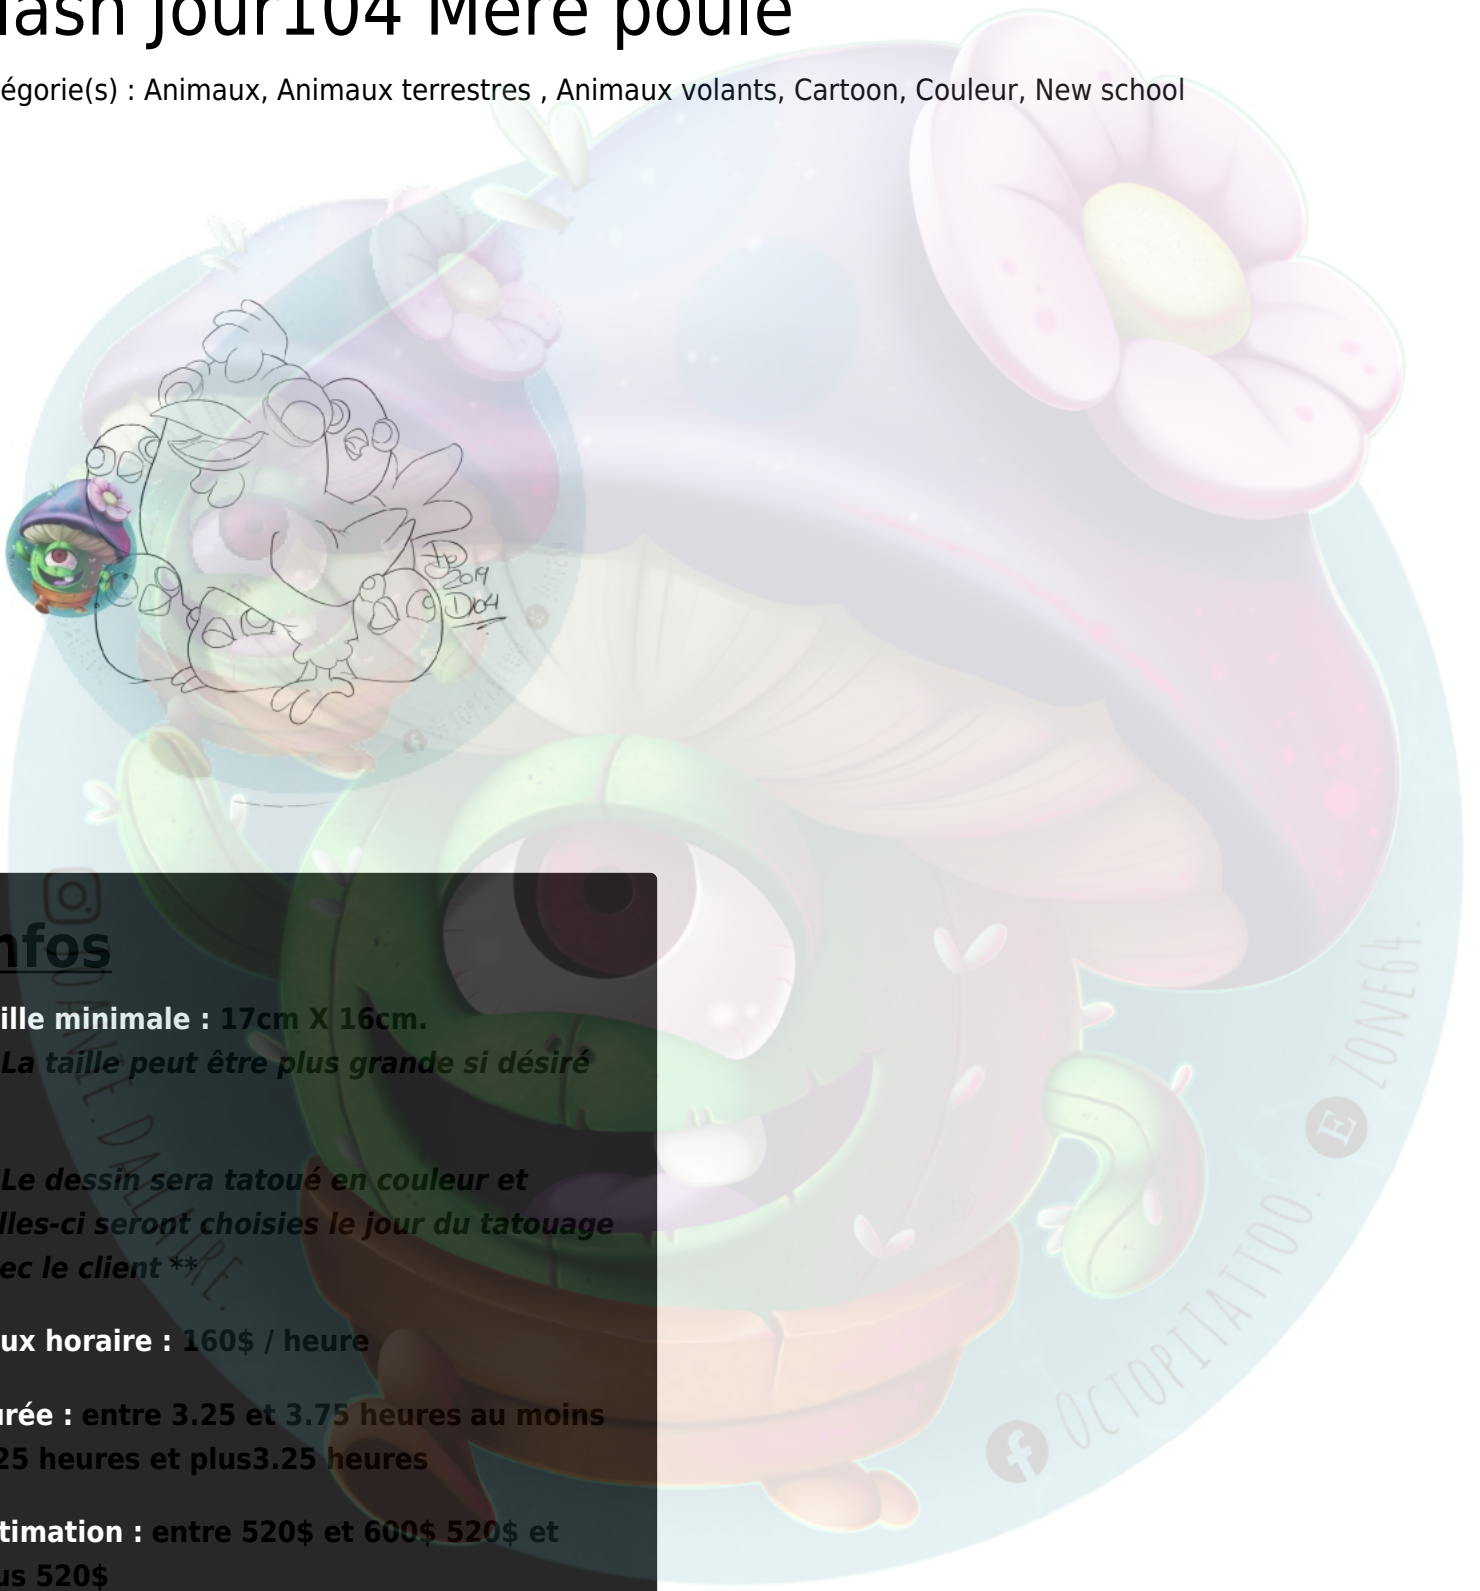 lash Jour104 Mère poule
égorie(s) : Animaux, Animaux terrestres , Animaux volants, Cartoon, Couleur, New school
2019
D104
nfos
ille minimale : 17cm X 16cm.
La taille peut être plus grande si désiré
Le dessin sera tatoué en couleur et
lles-ci seront choisies le jour du tatouage
ec le client **
ux horaire : 160$ / heure
urée : entre 3.25 et 3.75 heures au moins
25 heures et plus3.25 heures
timation : entre 520$ et 600$ 520$ et
us 520$
DALLAIRE.
OCTOPITATTOO.
E ZONE64.